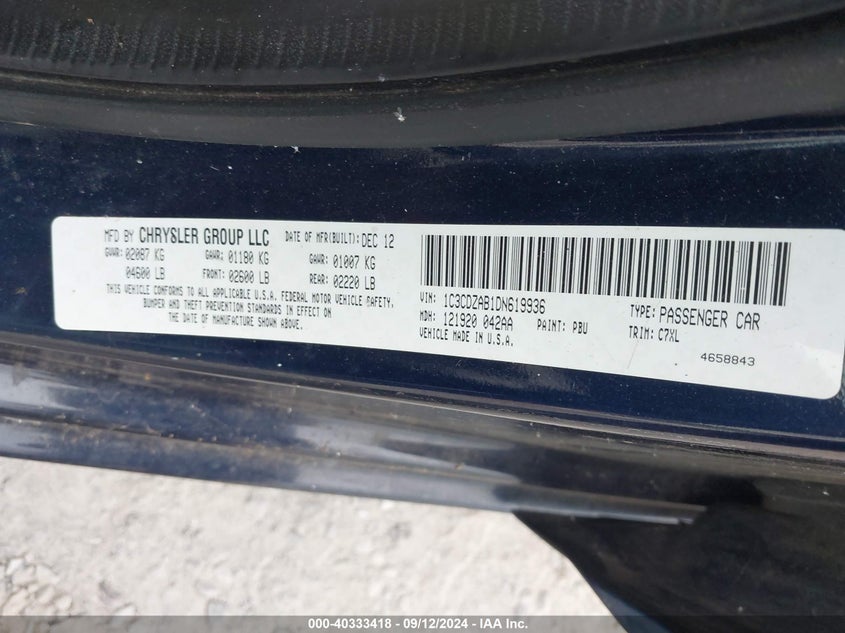 MFD BY CHRYSLER GROUP LLC DATE OF MFR(BUILT): DEC 12
GVWR: 02087 KG GAWR: 01180 KG GAWR: 01007 KG
04600 LB FRONT: 02600 LB REAR: 02220 LB
THIS VEHICLE CONFORMS TO ALL APPLICABLE U.S.A. FEDERAL MOTOR VEHICLE SAFETY,
BUMPER AND THEFT PREVENTION STANDARDS IN EFFECT ON
THE DATE OF MANUFACTURE SHOWN ABOVE.
VIN: 1C3CDZAB1DN619936 TYPE: PASSENGER CAR
MDH: 121920 042AA PAINT: PBU TRIM: C7XL
VEHICLE MADE IN U.S.A.
4658843
000-40333418 - 09/12/2024 - IAA Inc.